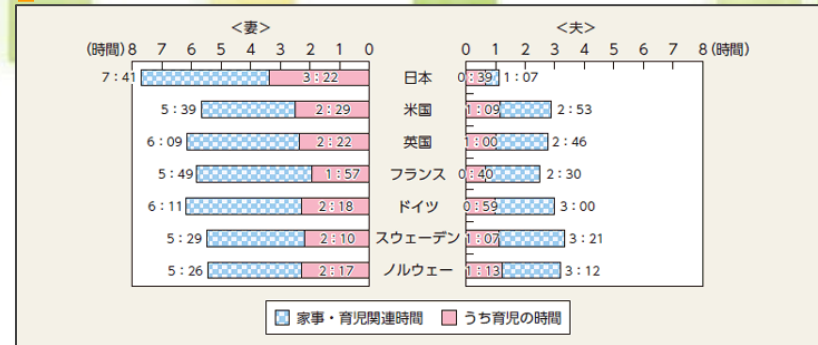 <妻> <夫>
(時間) 8 7 6 5 4 3 2 1 0 0 1 2 3 4 5 6 7 8 (時間)
7:41 3:22 日本 0:39 1:07
5:39 2:29 米国 1:09 2:53
6:09 2:22 英国 1:00 2:46
5:49 1:57 フランス 0:40 2:30
6:11 2:18 ドイツ 0:59 3:00
5:29 2:10 スウェーデン 1:07 3:21
5:26 2:17 ノルウェー 1:13 3:12
家事・育児関連時間 うち育児の時間